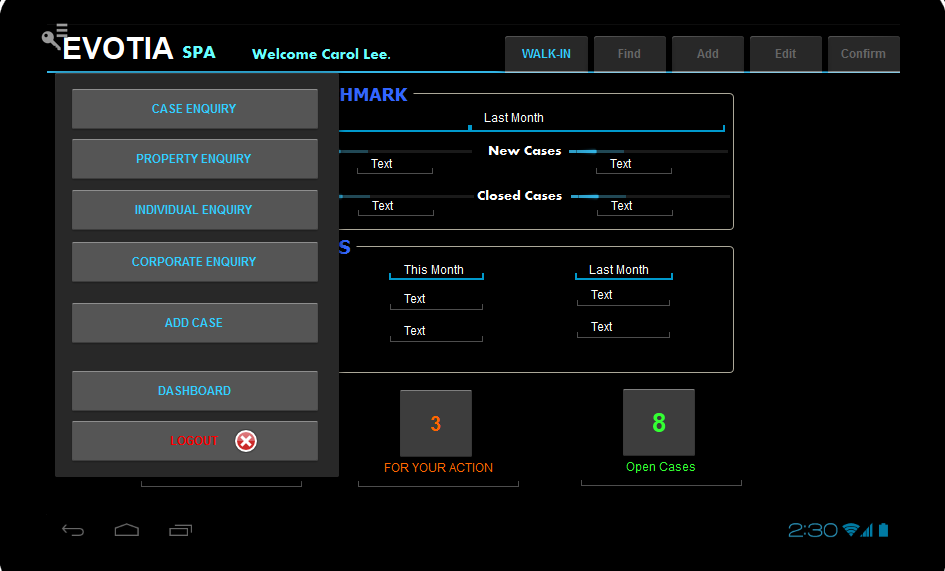 EVOTIA SPA Welcome Carol Lee. WALK-IN Find Add Edit Confirm
CASE ENQUIRY
PROPERTY ENQUIRY
INDIVIDUAL ENQUIRY
CORPORATE ENQUIRY
ADD CASE
DASHBOARD
LOGOUT
HMARK
Last Month
New Cases
Text Text
Closed Cases
Text Text
S
This Month Last Month
Text Text
Text Text
3 8
FOR YOUR ACTION Open Cases
2:30